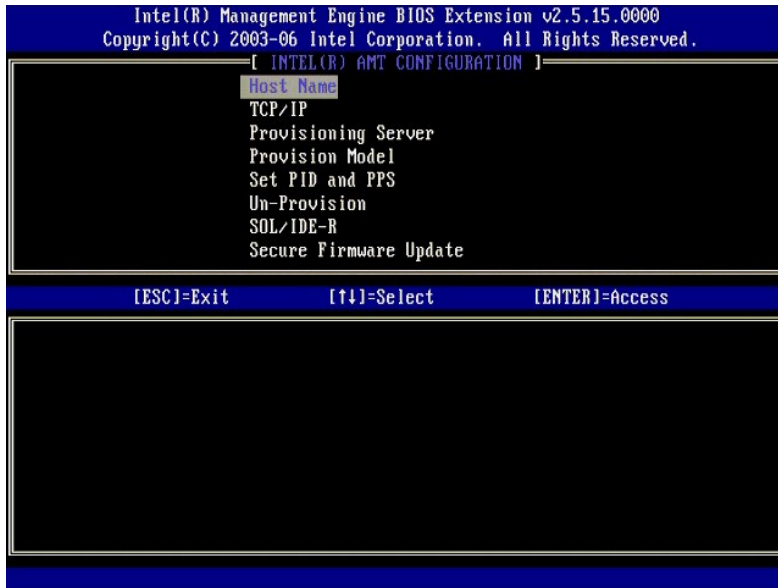 Intel(R) Management Engine BIOS Extension v2.5.15.0000
Copyright(C) 2003-06 Intel Corporation. All Rights Reserved.
[ INTEL(R) AMT CONFIGURATION ]
Host Name
TCP/IP
Provisioning Server
Provision Model
Set PID and PPS
Un-Provision
SOL/IDE-R
Secure Firmware Update
[ESC]=Exit [↑↓]=Select [ENTER]=Access